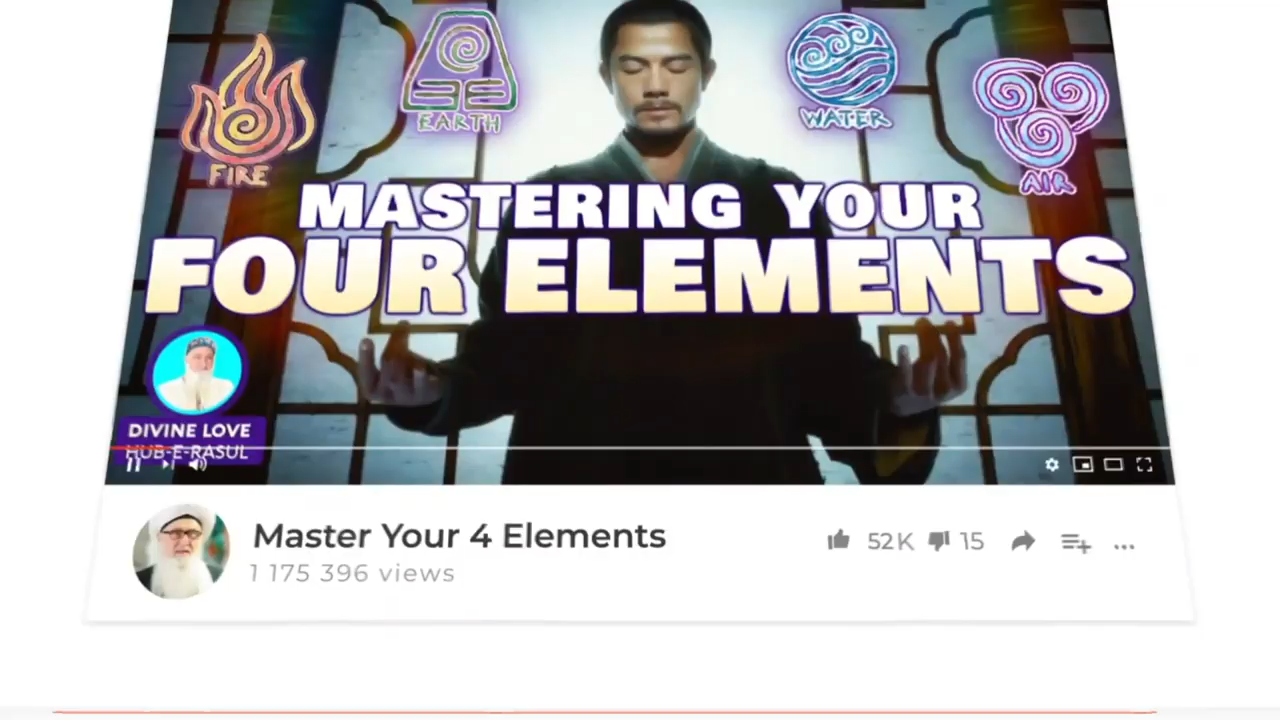 FIRE
EARTH
WATER
AIR
MASTERING YOUR
FOUR ELEMENTS
DIVINE LOVE
HUB-E-RASUL
Master Your 4 Elements
1 175 396 views
52K
15